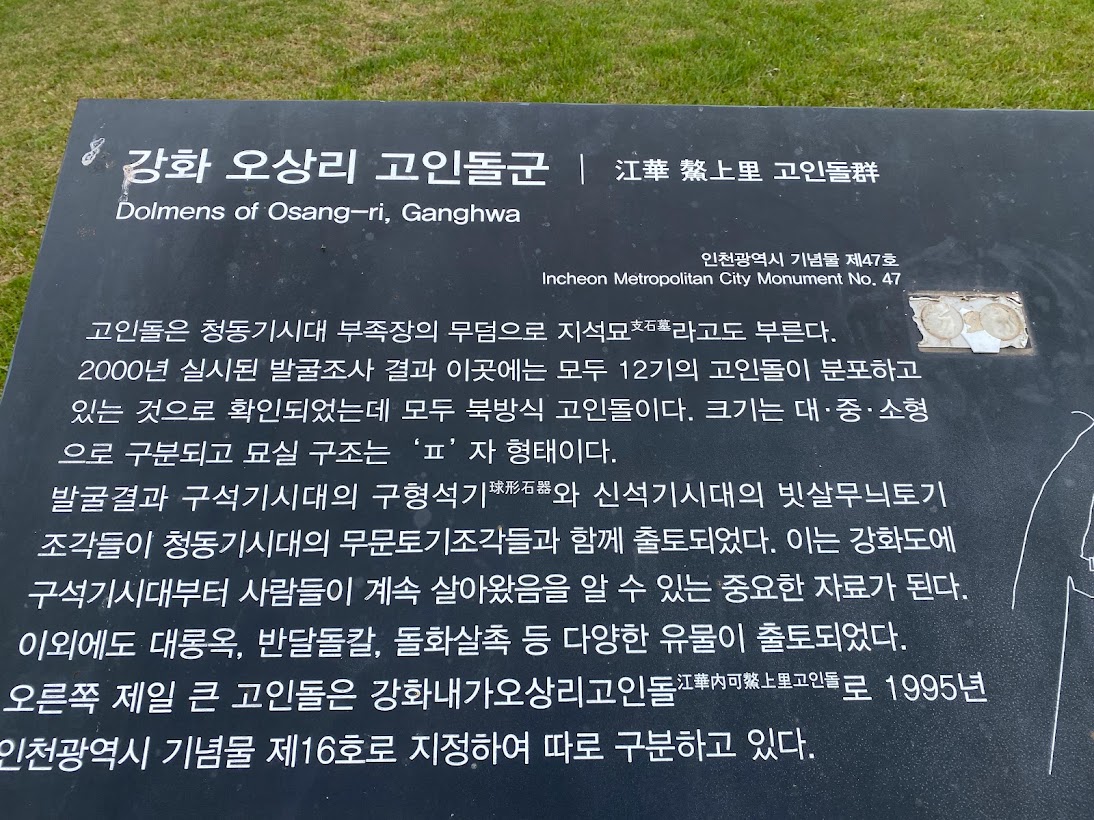 강화 오상리 고인돌군 | 江華 鰲上里 고인돌群
Dolmens of Osang-ri, Ganghwa
인천광역시 기념물 제47호
Incheon Metropolitan City Monument No. 47
고인돌은 청동기시대 부족장의 무덤으로 지석묘支石墓라고도 부른다.
2000년 실시된 발굴조사 결과 이곳에는 모두 12기의 고인돌이 분포하고
있는 것으로 확인되었는데 모두 북방식 고인돌이다. 크기는 대·중·소형
으로 구분되고 묘실 구조는 ‘ㅍ’자 형태이다.
발굴결과 구석기시대의 구형석기球形石器와 신석기시대의 빗살무늬토기
조각들이 청동기시대의 무문토기조각들과 함께 출토되었다. 이는 강화도에
구석기시대부터 사람들이 계속 살아왔음을 알 수 있는 중요한 자료가 된다.
이외에도 대롱옥, 반달돌칼, 돌화살촉 등 다양한 유물이 출토되었다.
오른쪽 제일 큰 고인돌은 강화내가오상리고인돌江華內可鰲上里고인돌로 1995년
인천광역시 기념물 제16호로 지정하여 따로 구분하고 있다.